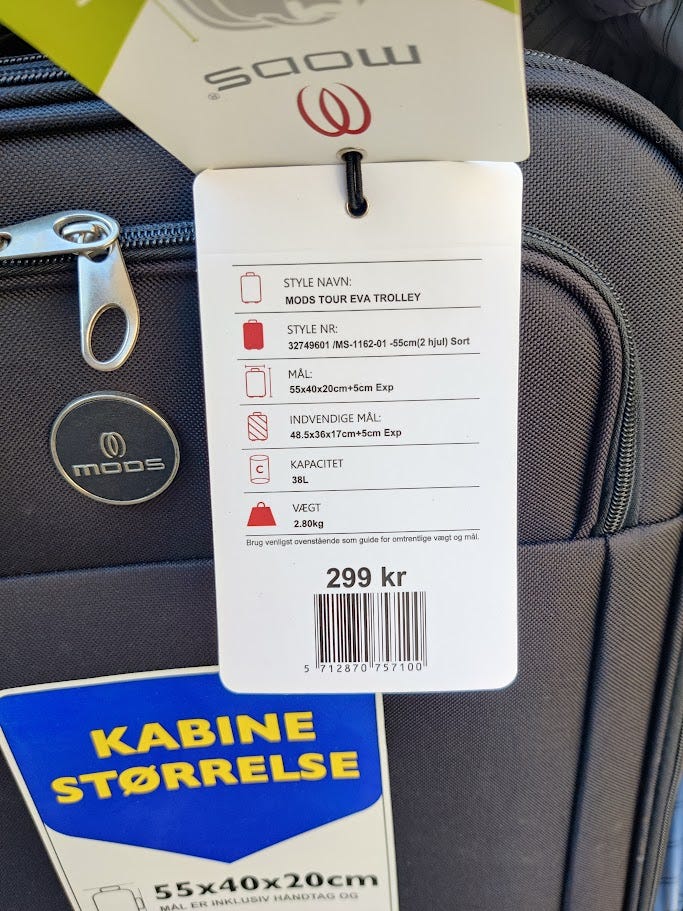 MODS
®
STYLE NAVN:
MODS TOUR EVA TROLLEY
STYLE NR:
32749601 /MS-1162-01 -55cm(2 hjul) Sort
MÅL:
55x40x20cm+5cm Exp
INDVENDIGE MÅL:
48.5x36x17cm+5cm Exp
C
KAPACITET
38L
VÆGT
2.80kg
Brug venligst ovenstående som guide for omtrentlige vægt og mål.
299 kr
5 712870 757100
MODS
KABINE
STØRRELSE
55x40x20cm
MÅL ER INKLUSIV HÅNDTAG OG